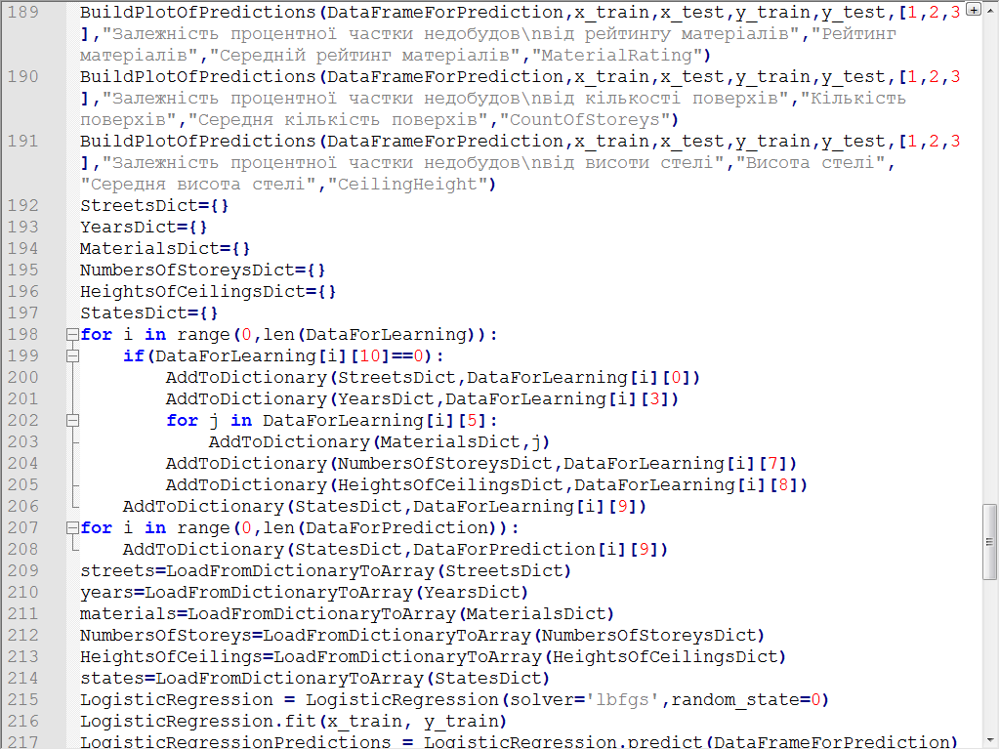 189 BuildPlotOfPredictions(DataFrameForPrediction,x_train,x_test,y_train,y_test,[1,2,3
],"Залежність процентної частки недобудов\nвід рейтингу матеріалів","Рейтинг
матеріалів","Середній рейтинг матеріалів","MaterialRating")
190 BuildPlotOfPredictions(DataFrameForPrediction,x_train,x_test,y_train,y_test,[1,2,3
],"Залежність процентної частки недобудов\nвід кількості поверхів","Кількість
поверхів","Середня кількість поверхів","CountOfStoreys")
191 BuildPlotOfPredictions(DataFrameForPrediction,x_train,x_test,y_train,y_test,[1,2,3
],"Залежність процентної частки недобудов\nвід висоти стелі","Висота стелі",
"Середня висота стелі","CeilingHeight")
192 StreetsDict={}
193 YearsDict={}
194 MaterialsDict={}
195 NumbersOfStoreysDict={}
196 HeightsOfCeilingsDict={}
197 StatesDict={}
198 for i in range(0,len(DataForLearning)):
199     if(DataForLearning[i][10]==0):
200         AddToDictionary(StreetsDict,DataForLearning[i][0])
201         AddToDictionary(YearsDict,DataForLearning[i][3])
202         for j in DataForLearning[i][5]:
203             AddToDictionary(MaterialsDict,j)
204         AddToDictionary(NumbersOfStoreysDict,DataForLearning[i][7])
205         AddToDictionary(HeightsOfCeilingsDict,DataForLearning[i][8])
206     AddToDictionary(StatesDict,DataForLearning[i][9])
207 for i in range(0,len(DataForPrediction)):
208     AddToDictionary(StatesDict,DataForPrediction[i][9])
209 streets=LoadFromDictionaryToArray(StreetsDict)
210 years=LoadFromDictionaryToArray(YearsDict)
211 materials=LoadFromDictionaryToArray(MaterialsDict)
212 NumbersOfStoreys=LoadFromDictionaryToArray(NumbersOfStoreysDict)
213 HeightsOfCeilings=LoadFromDictionaryToArray(HeightsOfCeilingsDict)
214 states=LoadFromDictionaryToArray(StatesDict)
215 LogisticRegression = LogisticRegression(solver='lbfgs',random_state=0)
216 LogisticRegression.fit(x_train, y_train)
217 LogisticRegressionPredictions = LogisticRegression.predict(DataFrameForPrediction)